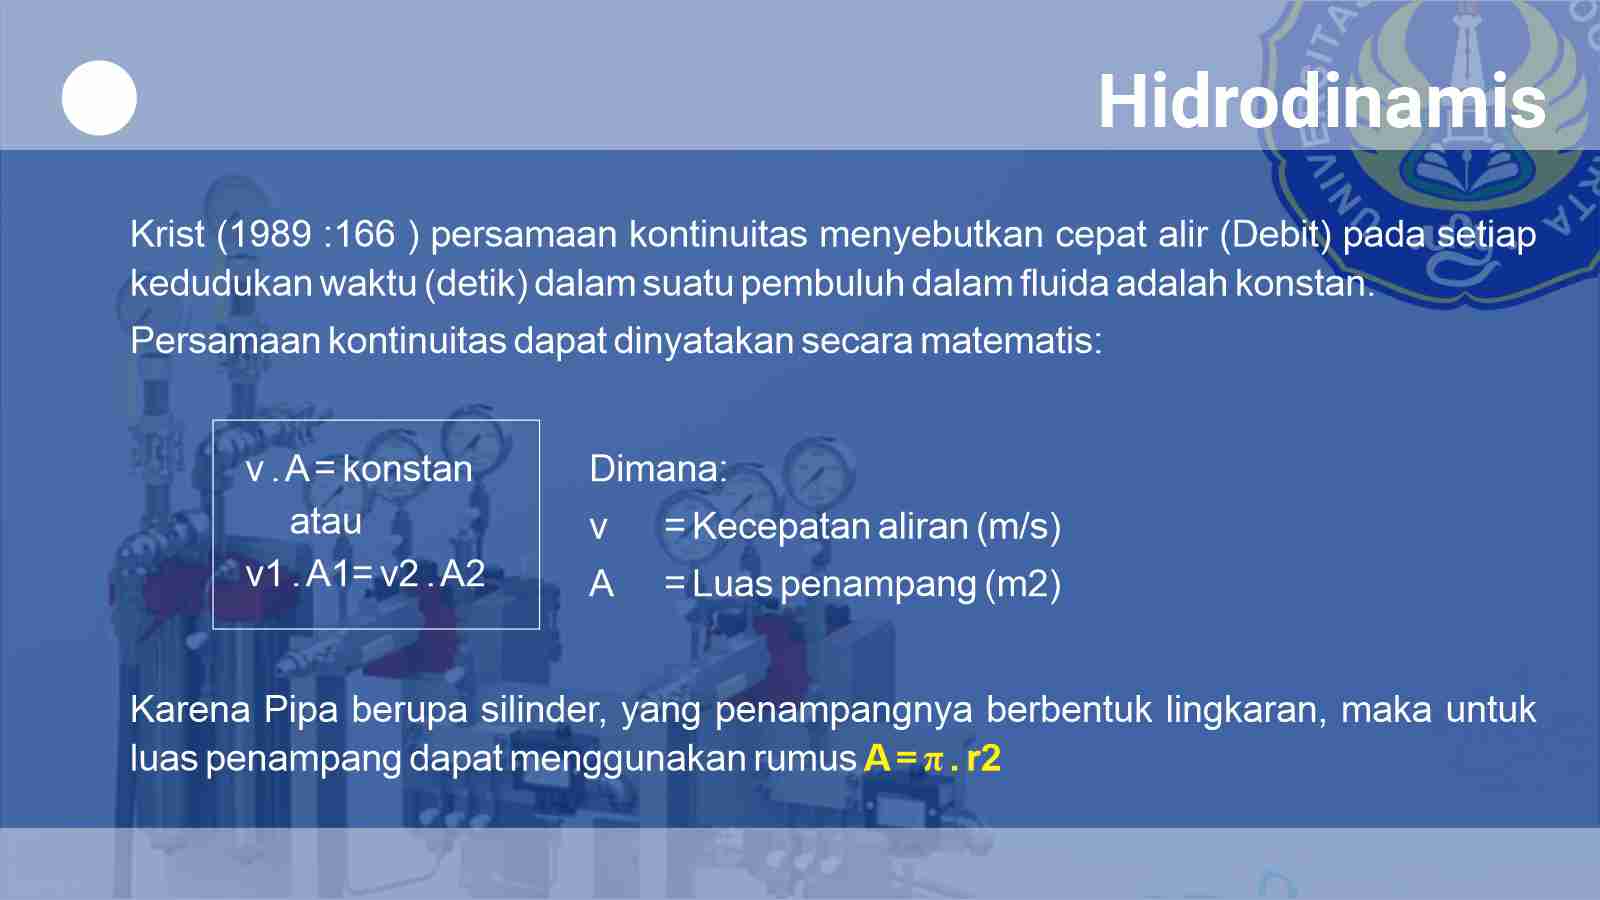 Hidrodinamis
Krist (1989 :166 ) persamaan kontinuitas menyebutkan cepat alir (Debit) pada setiap
kedudukan waktu (detik) dalam suatu pembuluh dalam fluida adalah konstan.
Persamaan kontinuitas dapat dinyatakan secara matematis:
v . A = konstan
atau
v1 . A1= v2 . A2
Dimana:
v = Kecepatan aliran (m/s)
A = Luas penampang (m2)
Karena Pipa berupa silinder, yang penampangnya berbentuk lingkaran, maka untuk
luas penampang dapat menggunakan rumus A = π . r2